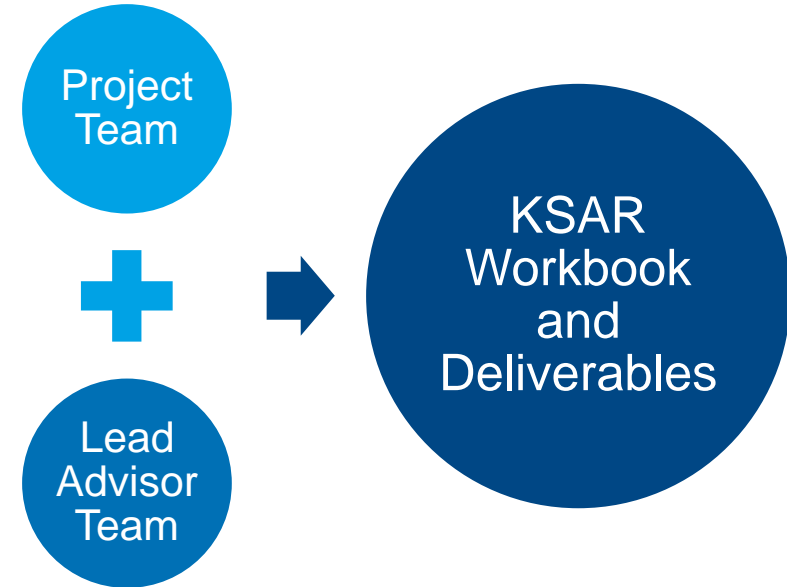 Project
Team
Lead
Advisor
Team
KSAR
Workbook
and
Deliverables